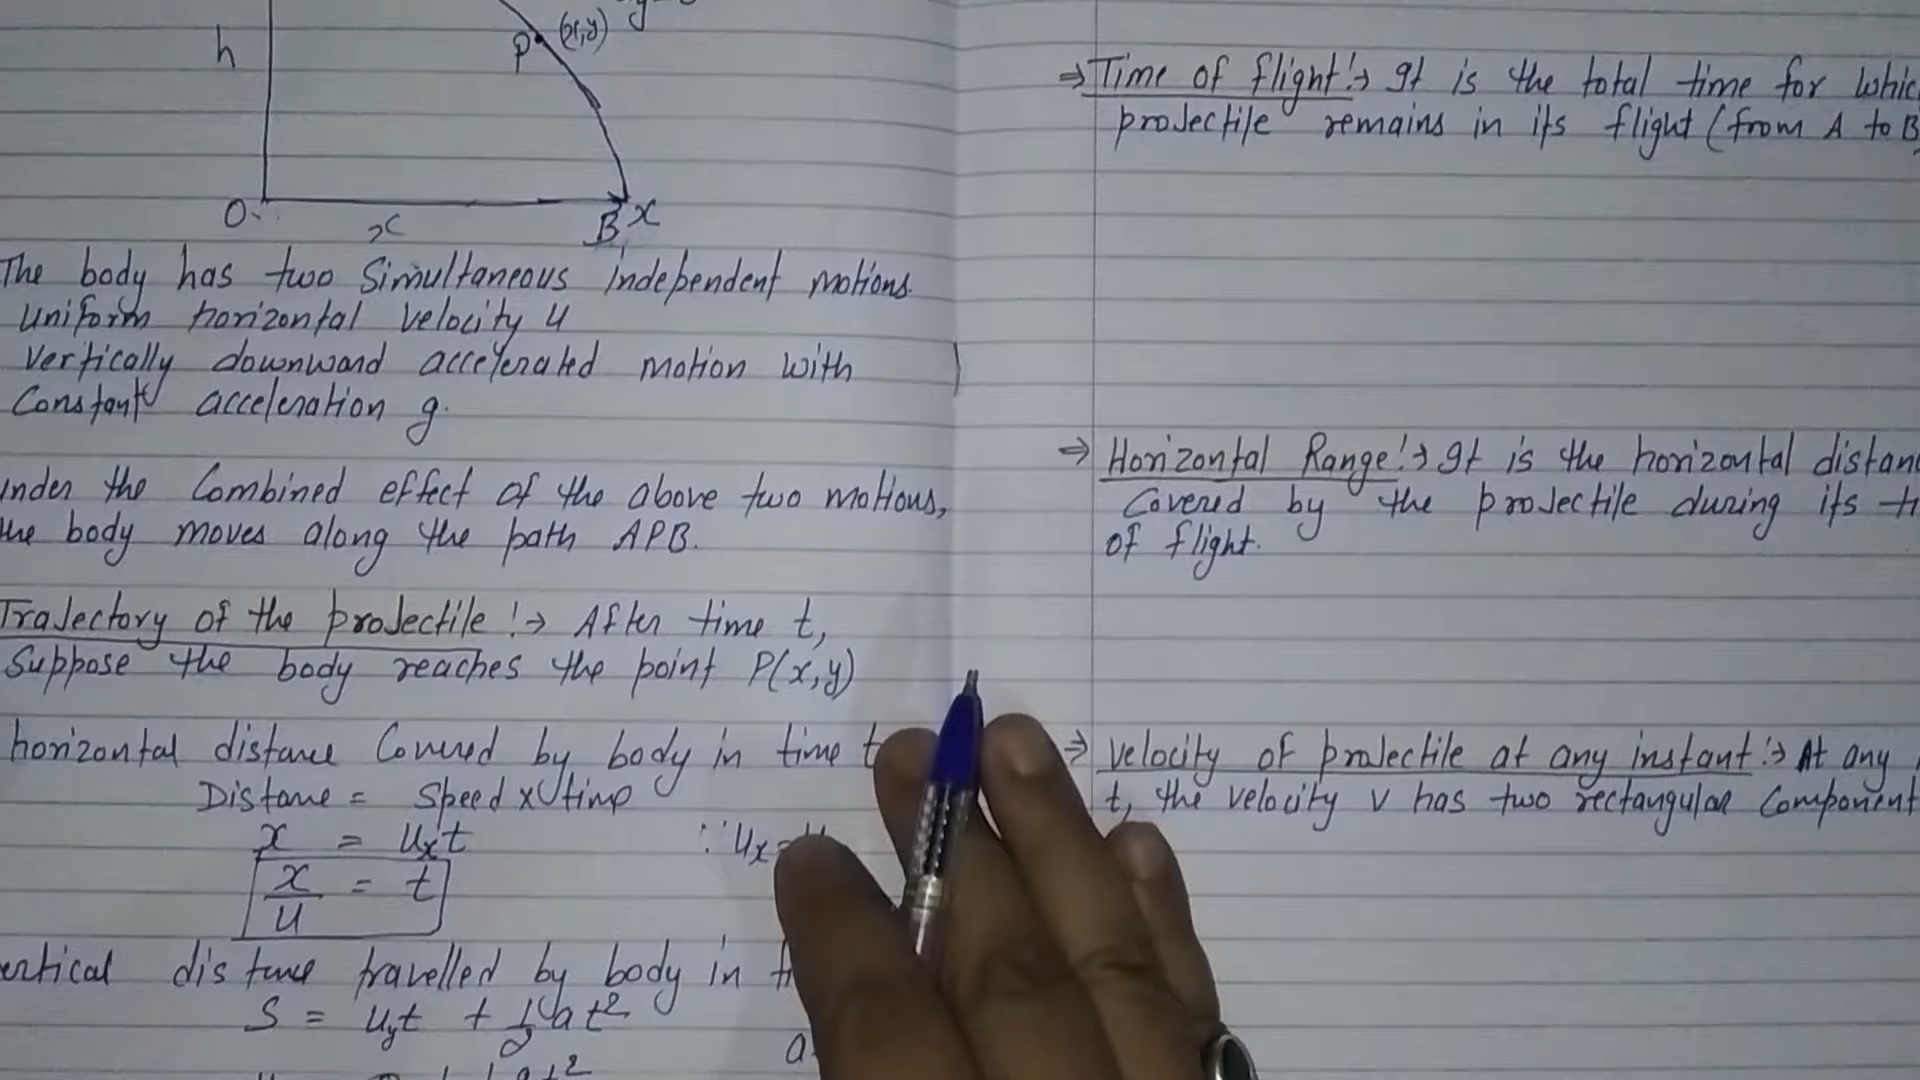 h
P (x,y)
O
x
B x
The body has two Simultaneous independent motions.
uniform horizontal velocity u
vertically downward accelerated motion with
Constant acceleration g.
under the Combined effect of the above two motions,
the body moves along the path APB.
Trajectory of the projectile :→ After time t,
Suppose the body reaches the point P(x,y)
horizontal distance Covered by body in time t
Distance = Speed × time
x = uxt
∵ ux =
x/u = t
vertical distance travelled by body in
S = uyt + 1/2 at²
a
⇒ Time of flight :→ It is the total time for which
projectile remains in its flight (from A to B
⇒ Horizontal Range :→ It is the horizontal distan
Covered by the projectile during its
of flight.
⇒ velocity of projectile at any instant :→ At any
t, the velocity v has two rectangular Component